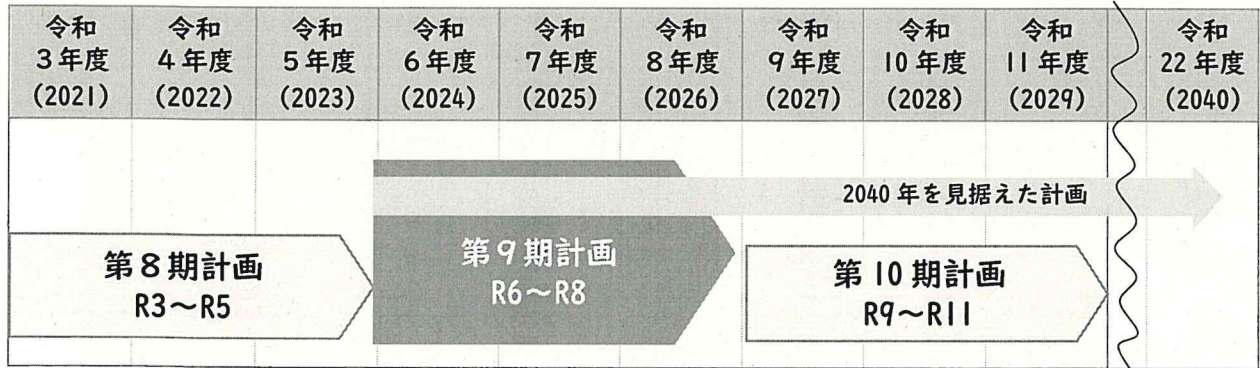 令和
3年度
(2021)
令和
4年度
(2022)
令和
5年度
(2023)
令和
6年度
(2024)
令和
7年度
(2025)
令和
8年度
(2026)
令和
9年度
(2027)
令和
10年度
(2028)
令和
11年度
(2029)
令和
22年度
(2040)
2040年を見据えた計画
第8期計画
R3～R5
第9期計画
R6～R8
第10期計画
R9～R11